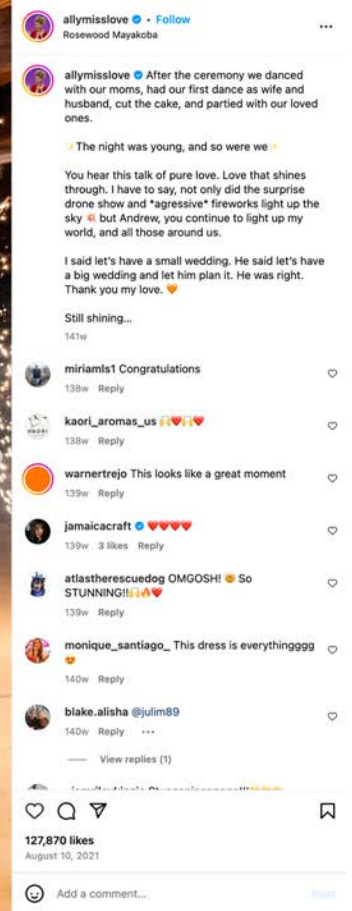 allymisslove • Follow
Rosewood Mayakoba
...
allymisslove After the ceremony we danced
with our moms, had our first dance as wife and
husband, cut the cake, and partied with our loved
ones.
✨The night was young, and so were we✨
You hear this talk of pure love. Love that shines
through. I have to say, not only did the surprise
drone show and *agressive* fireworks light up the
sky 💥 but Andrew, you continue to light up my
world, and all those around us.
I said let's have a small wedding. He said let's have
a big wedding and let him plan it. He was right.
Thank you my love. 🧡
Still shining...
141w
miriamls1 Congratulations
138w Reply
kaori_aromas_us 🙌❤️🙌❤️
138w Reply
warnertrejo This looks like a great moment
139w Reply
jamaicacraft ❤️❤️❤️❤️
139w 3 likes Reply
atlastherescuedog OMGOSH! 🤩 So
STUNNING!!🙌🔥❤️
139w Reply
monique_santiago_ This dress is everythingggg
😍
140w Reply
blake.alisha @julim89
140w Reply ...
View replies (1)
127,870 likes
August 10, 2021
Add a comment...
Post